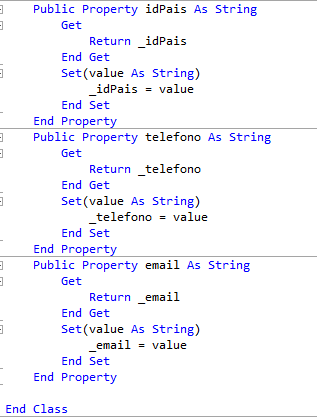 Public Property idPais As String
Get
Return _idPais
End Get
Set(value As String)
_idPais = value
End Set
End Property
Public Property telefono As String
Get
Return _telefono
End Get
Set(value As String)
_telefono = value
End Set
End Property
Public Property email As String
Get
Return _email
End Get
Set(value As String)
_email = value
End Set
End Property
End Class